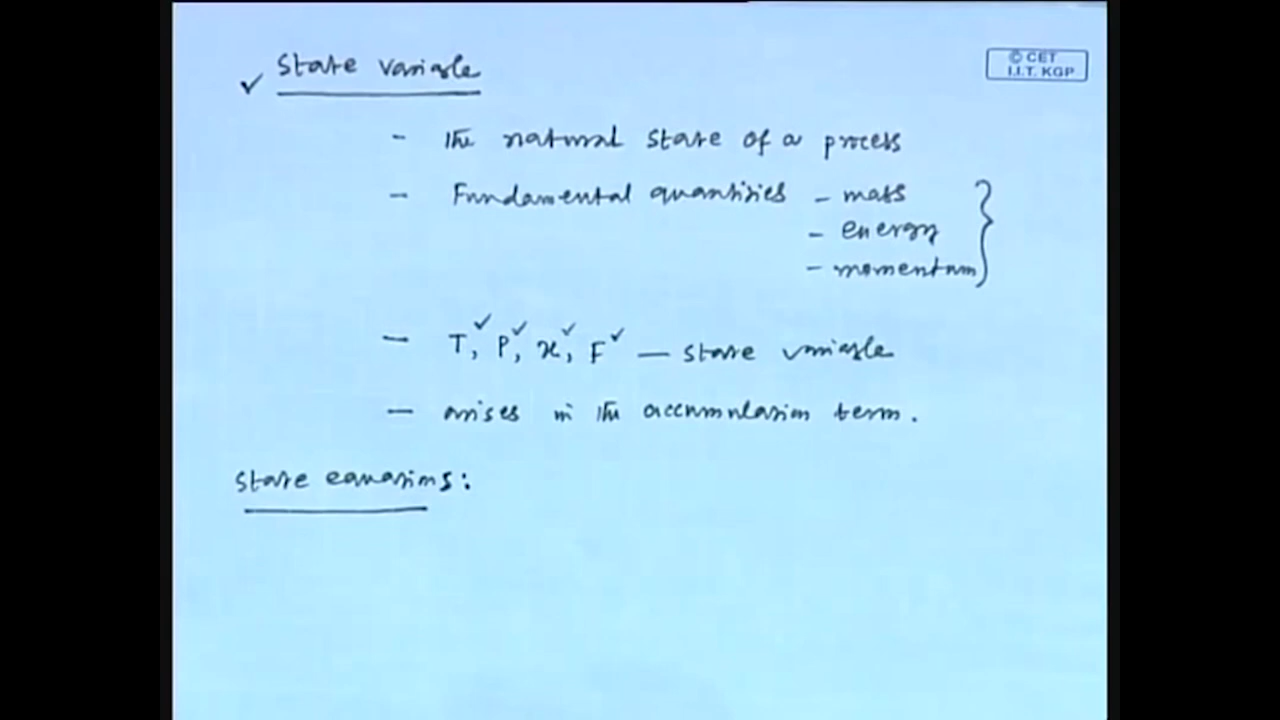 © CET
I.I.T. KGP
✓ State variable
- The natural state of a process
- Fundamental quantities - mass
- energy
- momentum
- T, P, x, F — state variable
- arises in the accumulation term.
State equations: